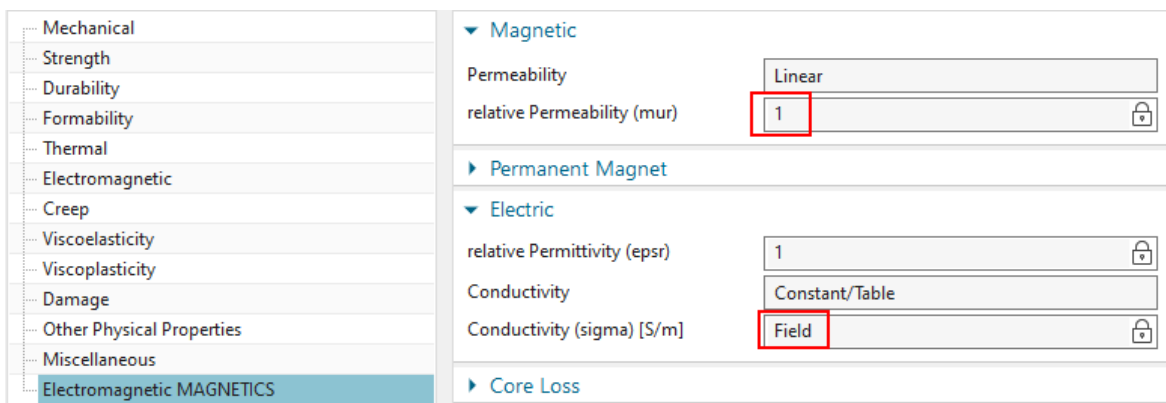 Mechanical
Strength
Durability
Formability
Thermal
Electromagnetic
Creep
Viscoelasticity
Viscoplasticity
Damage
Other Physical Properties
Miscellaneous
Electromagnetic MAGNETICS
Magnetic
Permeability Linear
relative Permeability (mur) 1
Permanent Magnet
Electric
relative Permittivity (epsr) 1
Conductivity Constant/Table
Conductivity (sigma) [S/m] Field
Core Loss